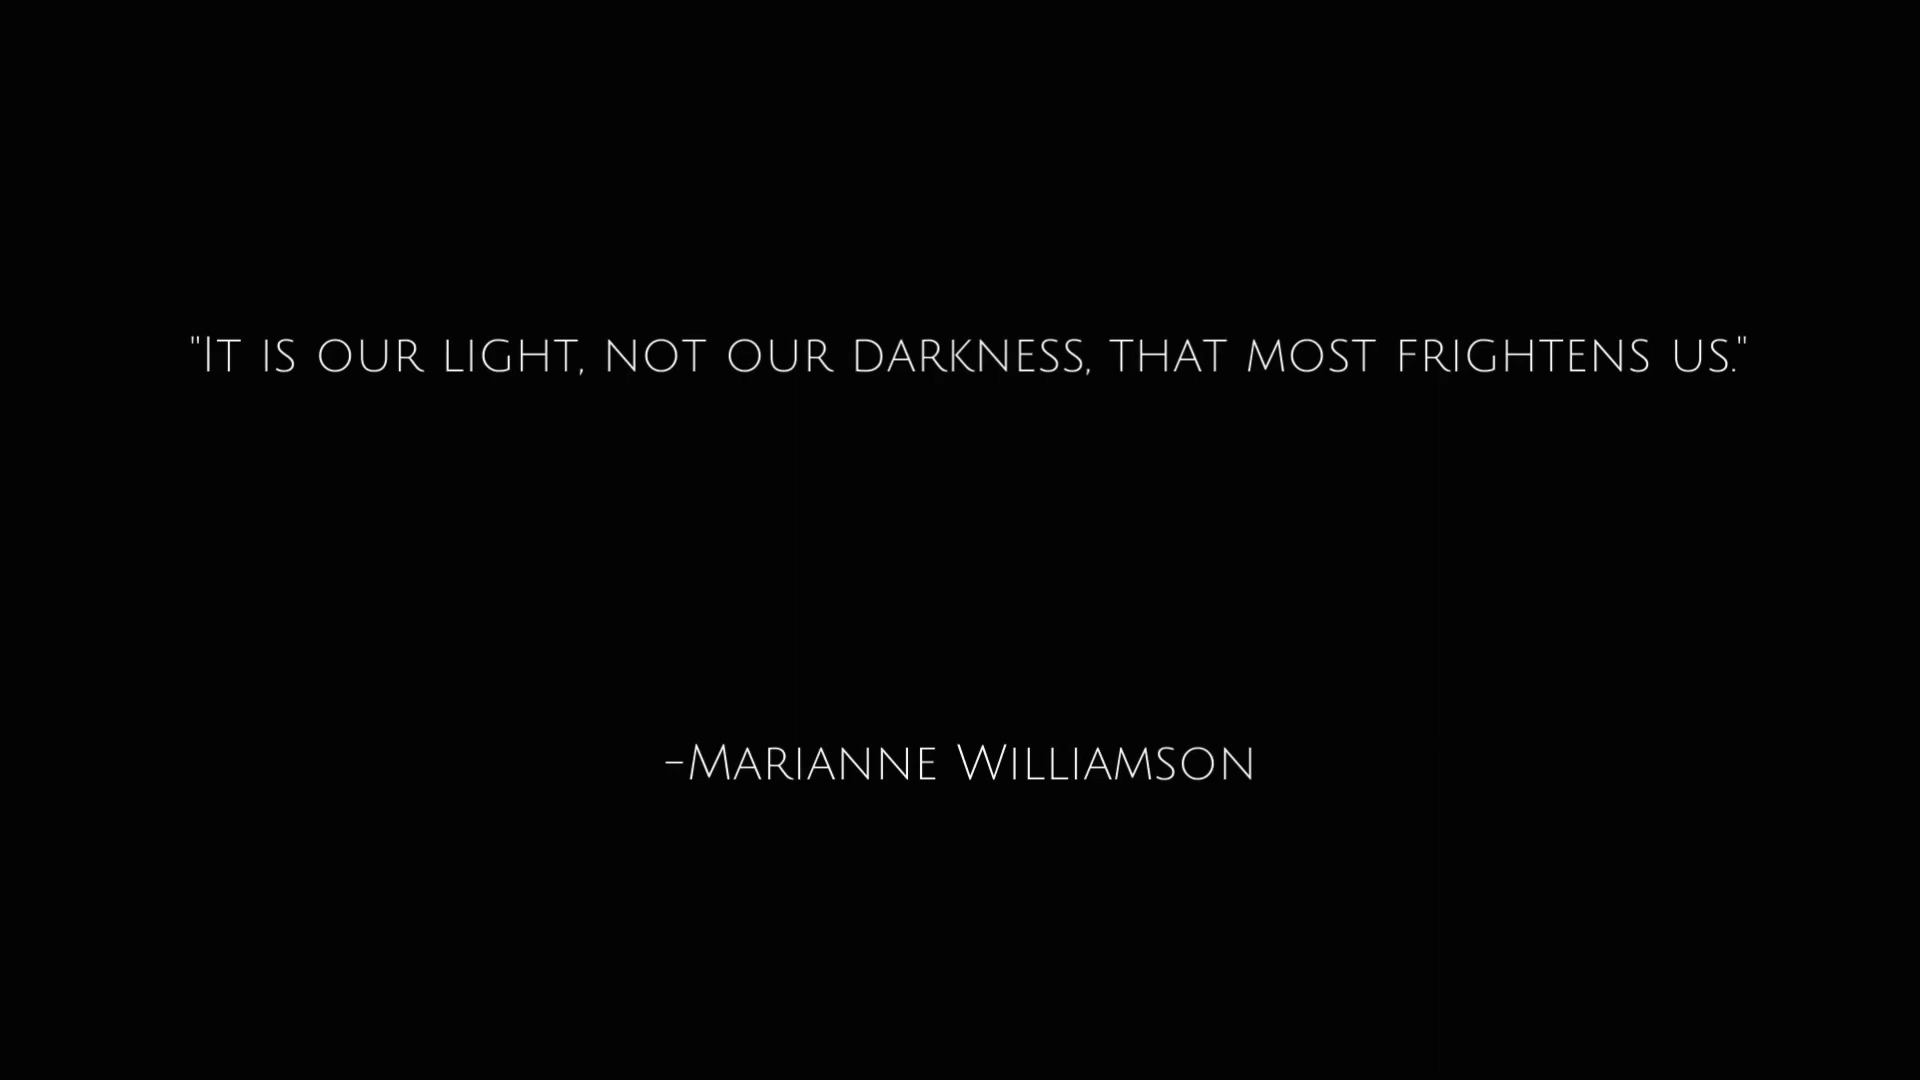 "It is our light, not our darkness, that most frightens us."
-Marianne Williamson